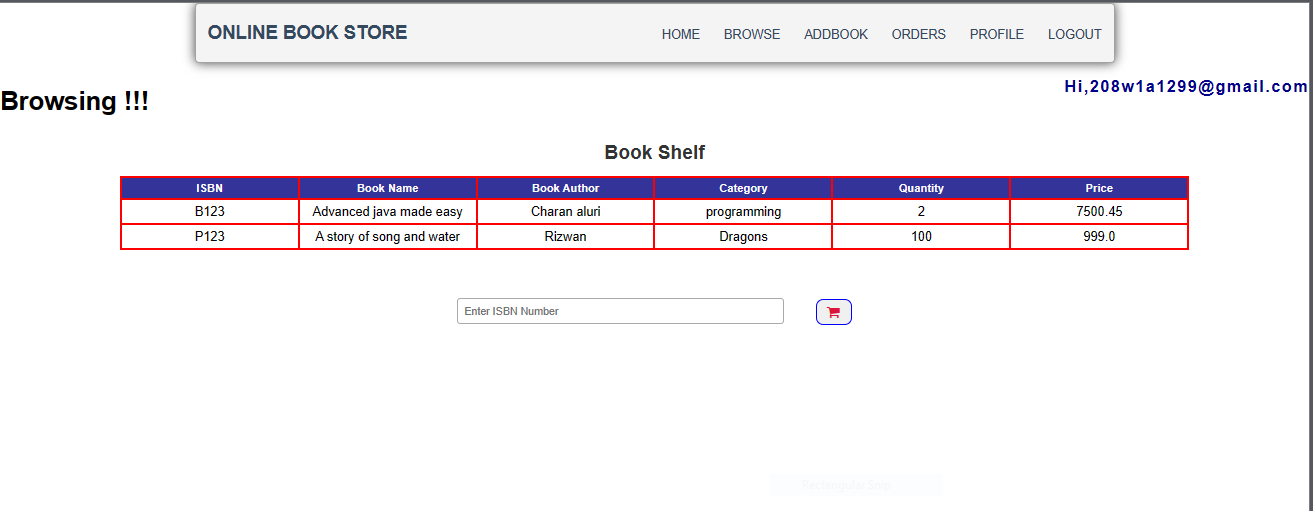 ONLINE BOOK STORE HOME BROWSE ADDBOOK ORDERS PROFILE LOGOUT
Hi,208w1a1299@gmail.com
Browsing !!!
Book Shelf
ISBN Book Name Book Author Category Quantity Price
B123 Advanced java made easy Charan aluri programming 2 7500.45
P123 A story of song and water Rizwan Dragons 100 999.0
Enter ISBN Number
Rectangular Snip